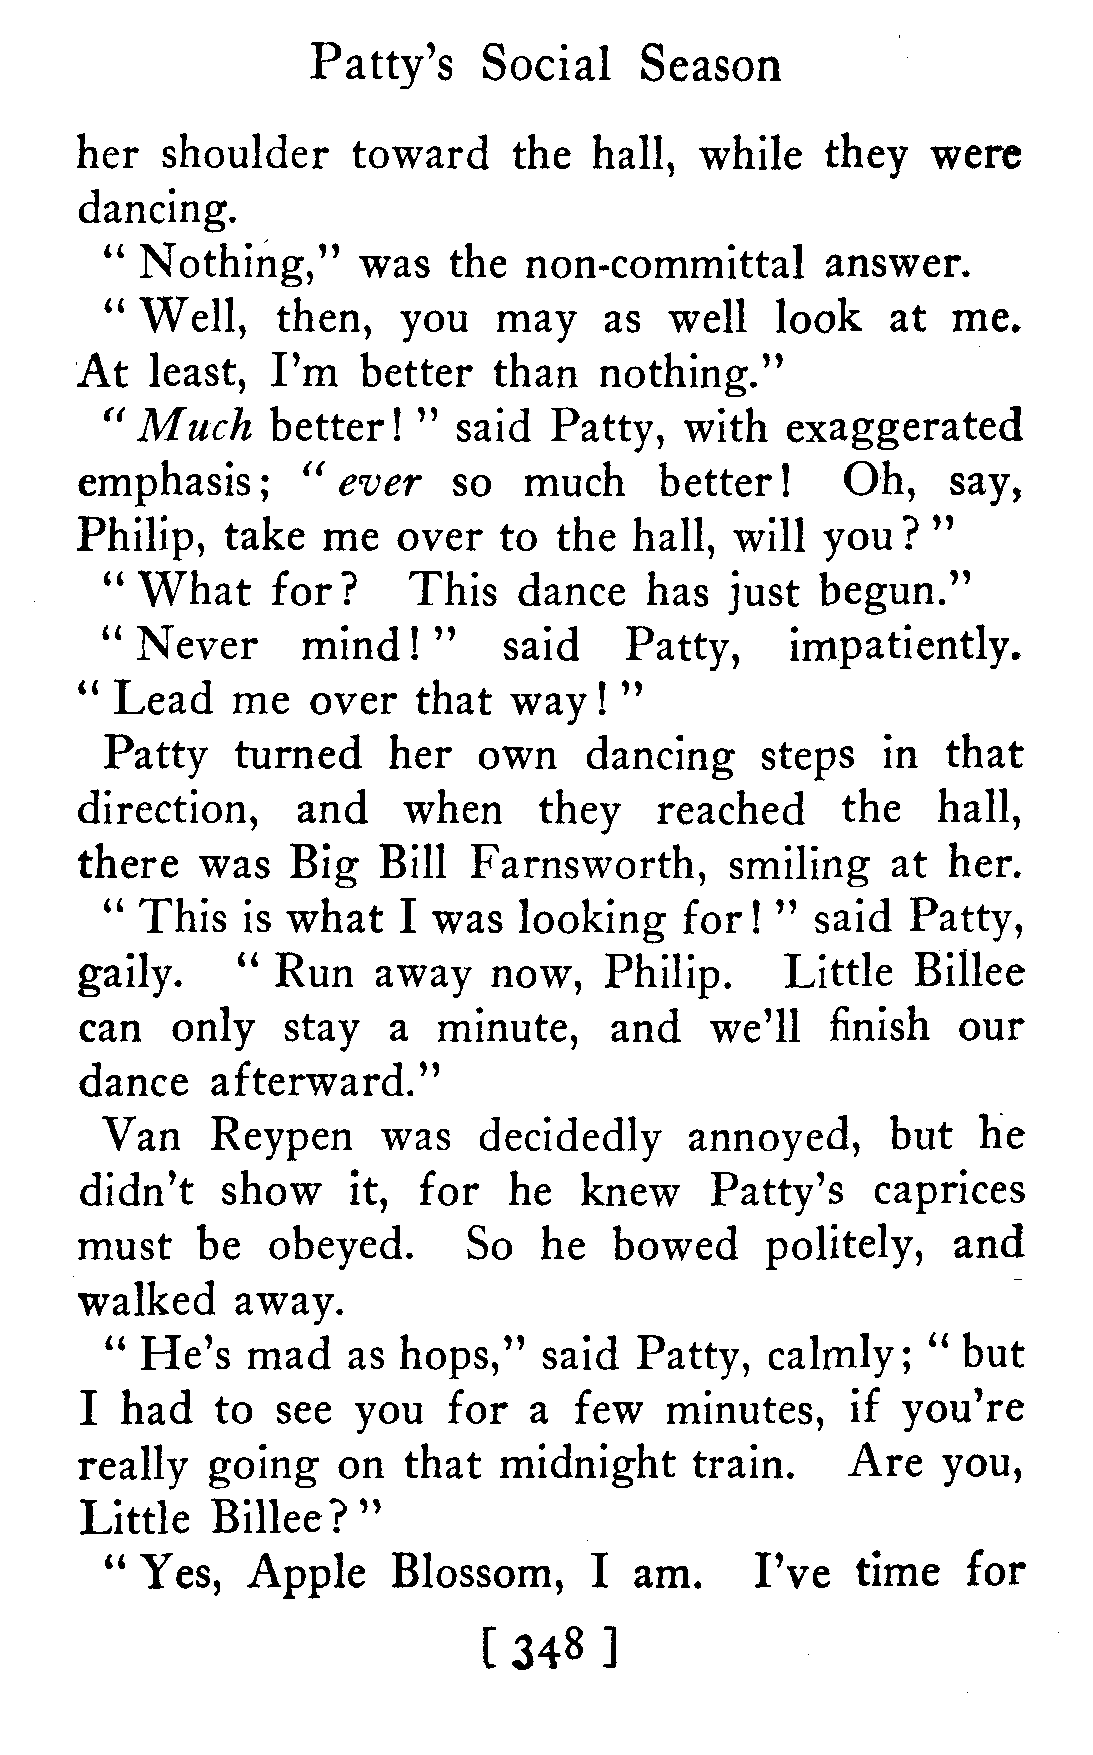 Patty's Social Season
her shoulder toward the hall, while they were
dancing.
" Nothing," was the non-committal answer.
" Well, then, you may as well look at me.
At least, I'm better than nothing."
" Much better! " said Patty, with exaggerated
emphasis; " ever so much better! Oh, say,
Philip, take me over to the hall, will you? "
" What for? This dance has just begun."
" Never mind! " said Patty, impatiently.
" Lead me over that way! "
Patty turned her own dancing steps in that
direction, and when they reached the hall,
there was Big Bill Farnsworth, smiling at her.
" This is what I was looking for! " said Patty,
gaily. " Run away now, Philip. Little Billee
can only stay a minute, and we'll finish our
dance afterward."
Van Reypen was decidedly annoyed, but he
didn't show it, for he knew Patty's caprices
must be obeyed. So he bowed politely, and
walked away.
" He's mad as hops," said Patty, calmly; " but
I had to see you for a few minutes, if you're
really going on that midnight train. Are you,
Little Billee? "
" Yes, Apple Blossom, I am. I've time for
[ 348 ]